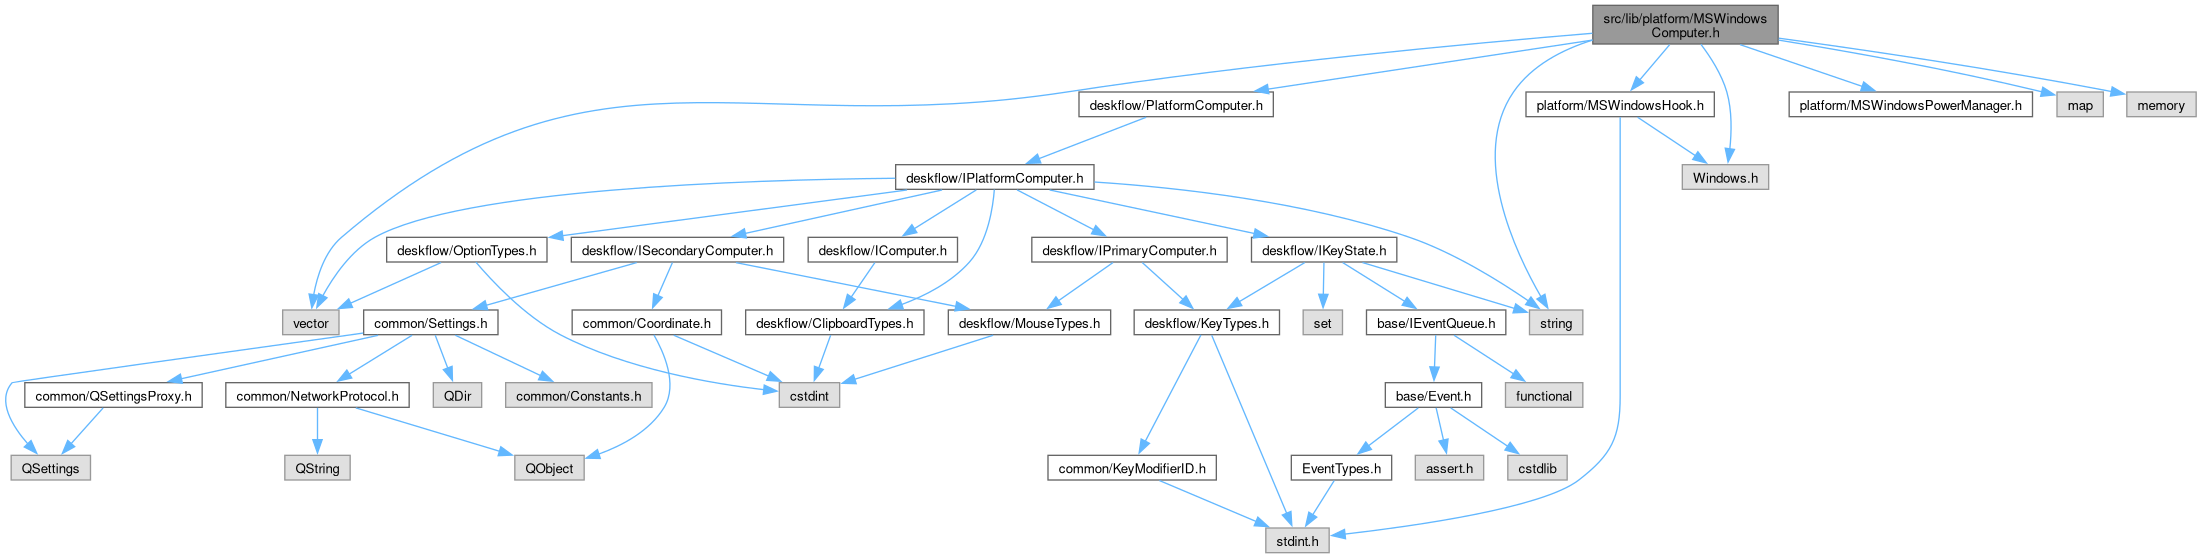 src/lib/platform/MSWindows
Computer.h
deskflow/PlatformComputer.h
platform/MSWindowsHook.h
platform/MSWindowsPowerManager.h
map
memory
deskflow/IPlatformComputer.h
Windows.h
deskflow/OptionTypes.h
deskflow/ISecondaryComputer.h
deskflow/IComputer.h
deskflow/IPrimaryComputer.h
deskflow/IKeyState.h
vector
common/Settings.h
common/Coordinate.h
deskflow/ClipboardTypes.h
deskflow/MouseTypes.h
deskflow/KeyTypes.h
set
base/IEventQueue.h
string
common/QSettingsProxy.h
common/NetworkProtocol.h
QDir
common/Constants.h
cstdint
base/Event.h
functional
QSettings
QString
QObject
common/KeyModifierID.h
EventTypes.h
assert.h
cstdlib
stdint.h